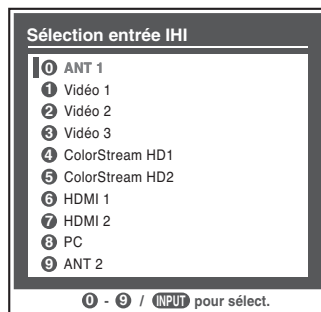 Sélection entrée IHI
0 ANT 1
1 Vidéo 1
2 Vidéo 2
3 Vidéo 3
4 ColorStream HD1
5 ColorStream HD2
6 HDMI 1
7 HDMI 2
8 PC
9 ANT 2
0 - 9 / INPUT pour sélect.